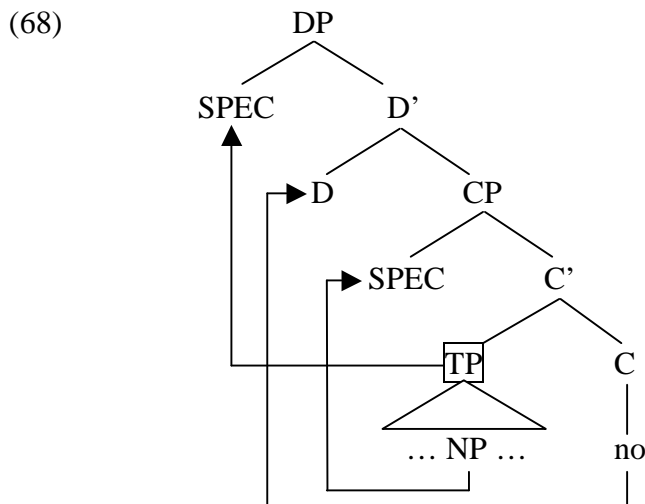 (68) DP
SPEC D’
D CP
SPEC C’
TP C
… NP … no